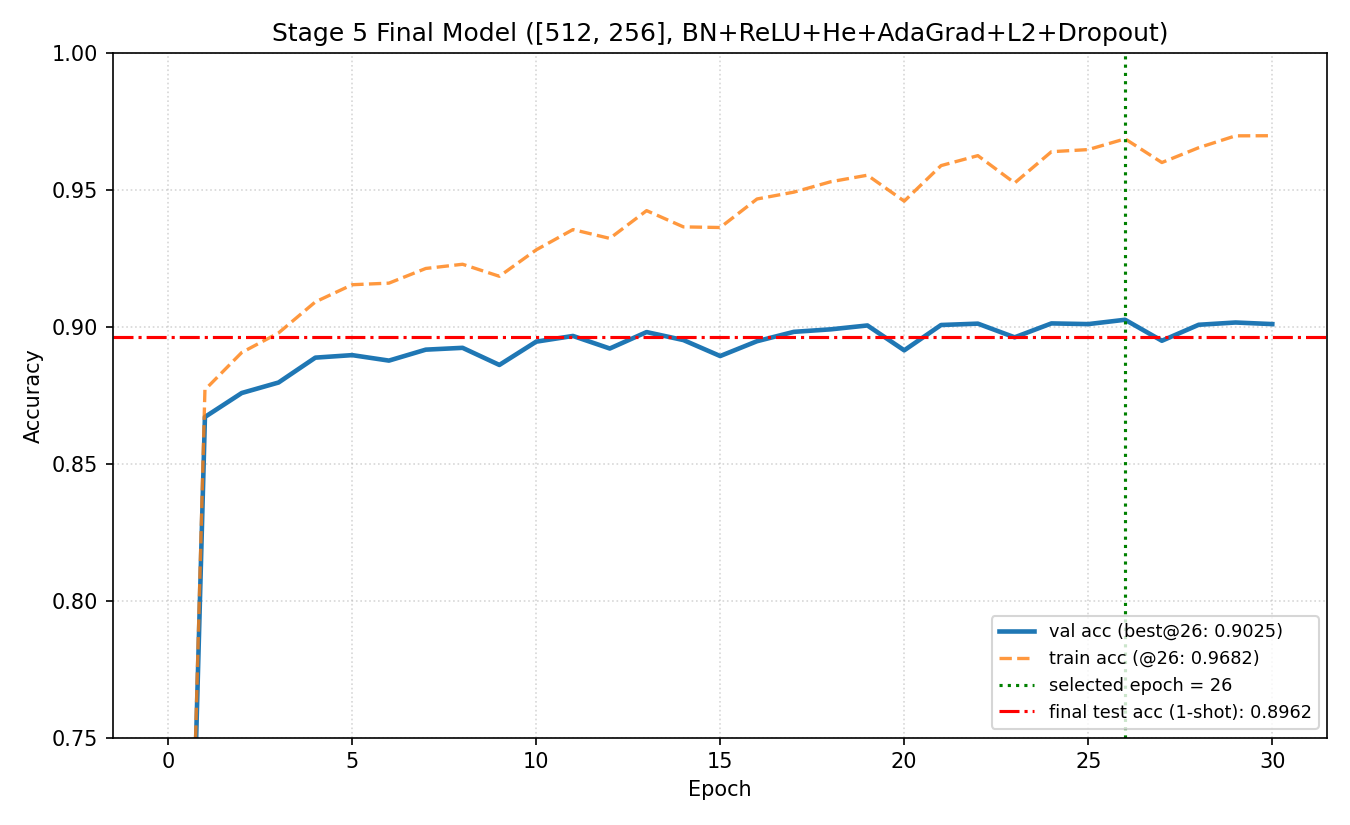 Stage 5 Final Model ([512, 256], BN+ReLU+He+AdaGrad+L2+Dropout)
1.00
0.95
0.90
0.85
0.80
0.75
Accuracy
val acc (best@26: 0.9025)
train acc (@26: 0.9682)
selected epoch = 26
final test acc (1-shot): 0.8962
0 5 10 15 20 25 30
Epoch